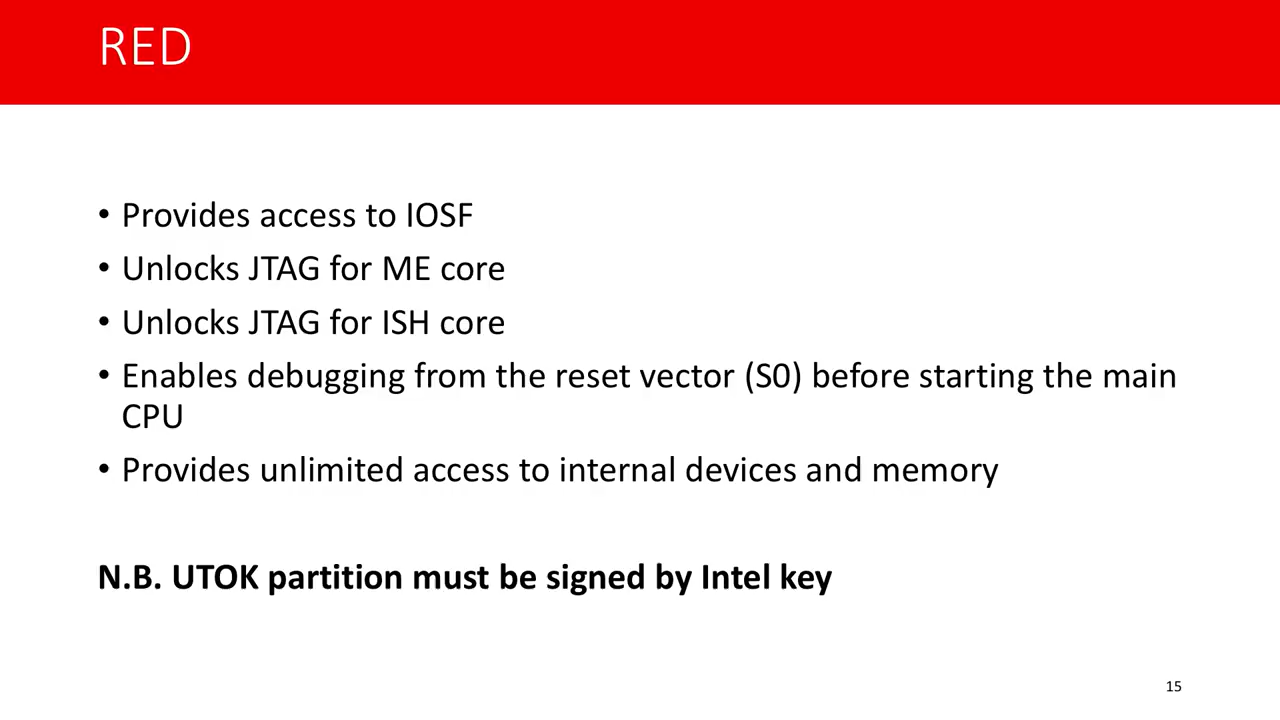 RED
• Provides access to IOSF
• Unlocks JTAG for ME core
• Unlocks JTAG for ISH core
• Enables debugging from the reset vector (S0) before starting the main
CPU
• Provides unlimited access to internal devices and memory
N.B. UTOK partition must be signed by Intel key
15